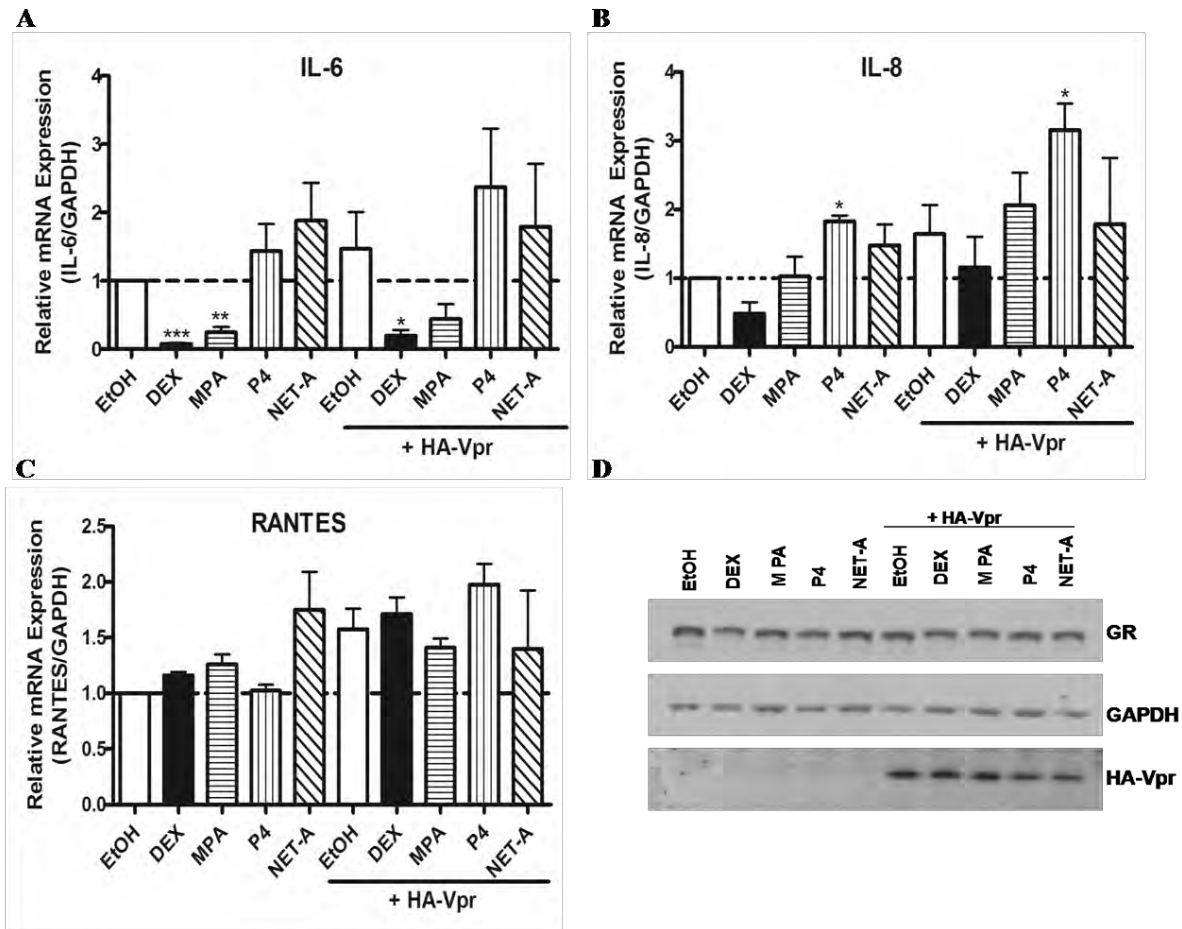 A
IL-6
Relative mRNA Expression
(IL-6/GAPDH)
4
3
2
1
0
***
**
*
EtOH
DEX
MPA
P4
NET-A
EtOH
DEX
MPA
P4
NET-A
+ HA-Vpr
B
IL-8
Relative mRNA Expression
(IL-8/GAPDH)
4
3
2
1
0
*
*
EtOH
DEX
MPA
P4
NET-A
EtOH
DEX
MPA
P4
NET-A
+ HA-Vpr
C
RANTES
Relative mRNA Expression
(RANTES/GAPDH)
2.5
2.0
1.5
1.0
0.5
0.0
EtOH
DEX
MPA
P4
NET-A
EtOH
DEX
MPA
P4
NET-A
+ HA-Vpr
D
+ HA-Vpr
EtOH
DEX
M PA
P4
NET-A
EtOH
DEX
M PA
P4
NET-A
GR
GAPDH
HA-Vpr